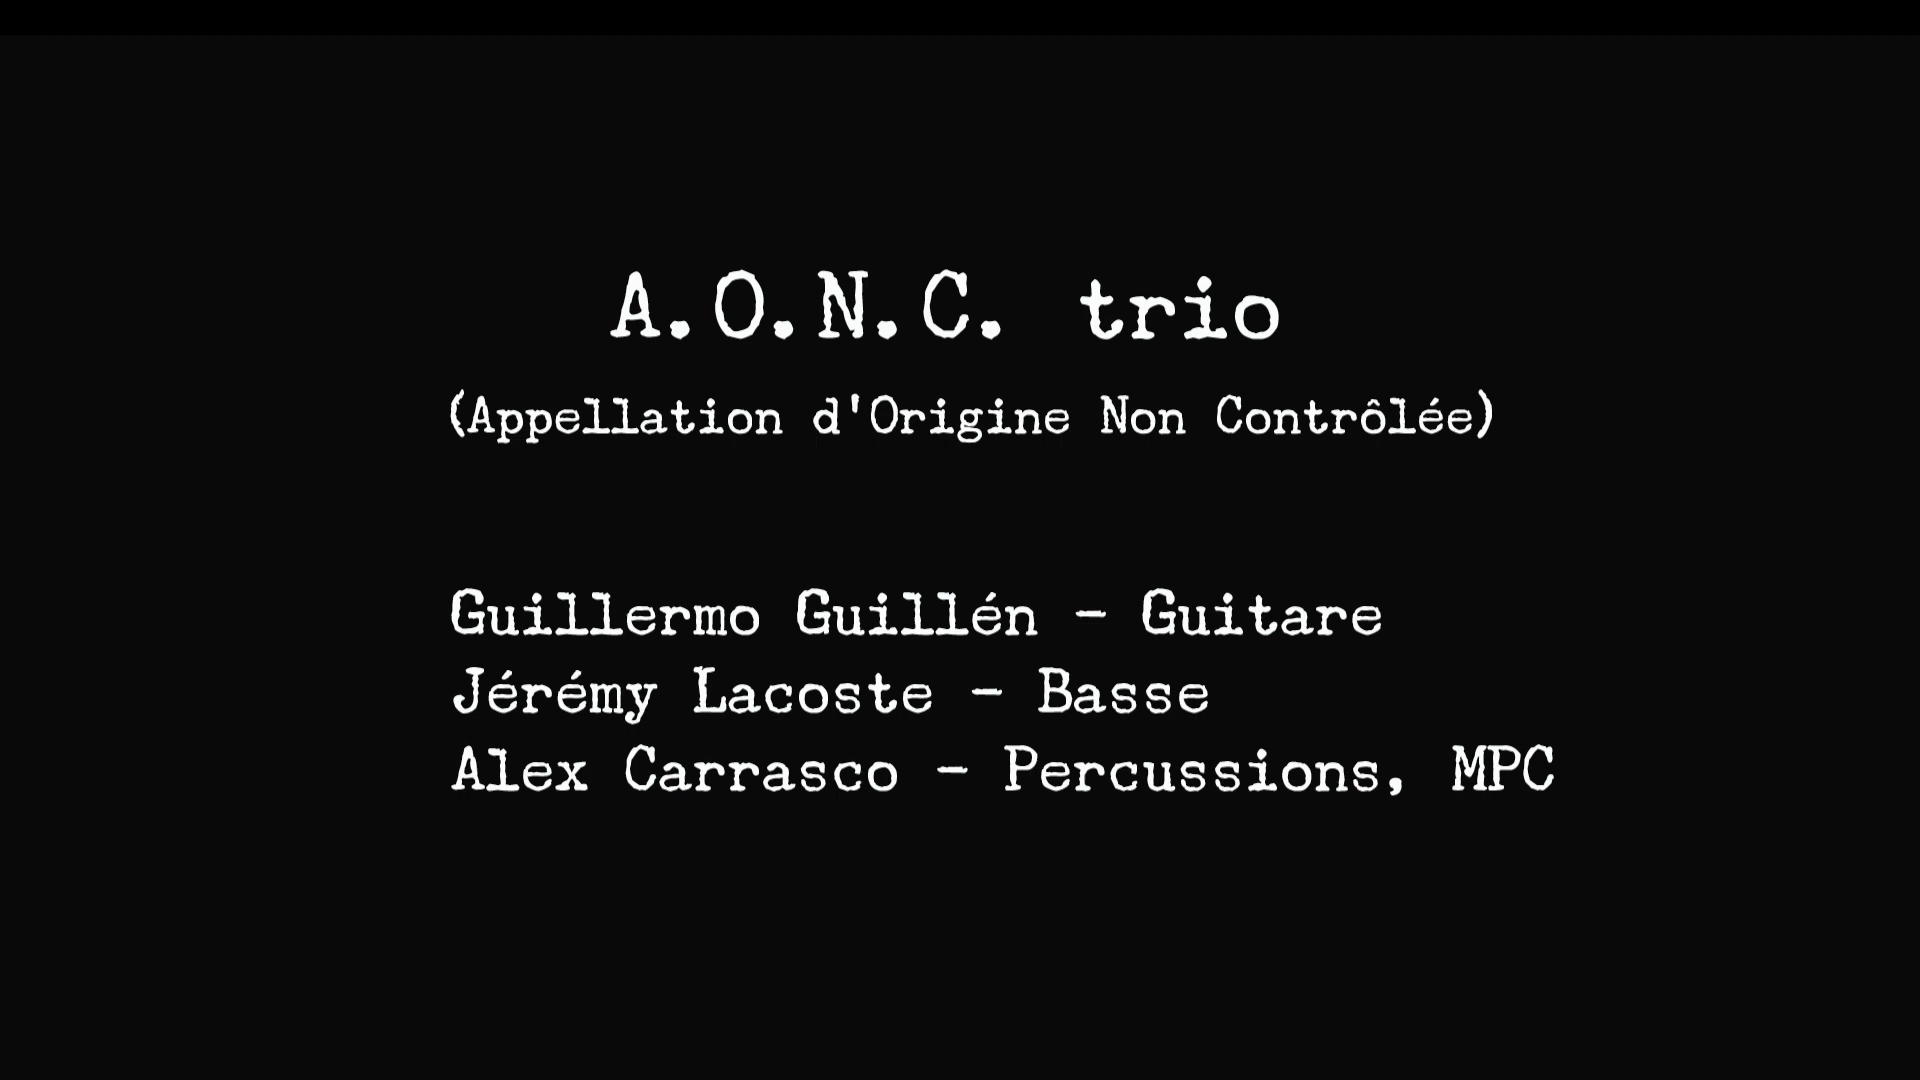 A.O.N.C. trio
(Appellation d'Origine Non Contrôlée)
Guillermo Guillén - Guitare
Jérémy Lacoste - Basse
Alex Carrasco - Percussions, MPC